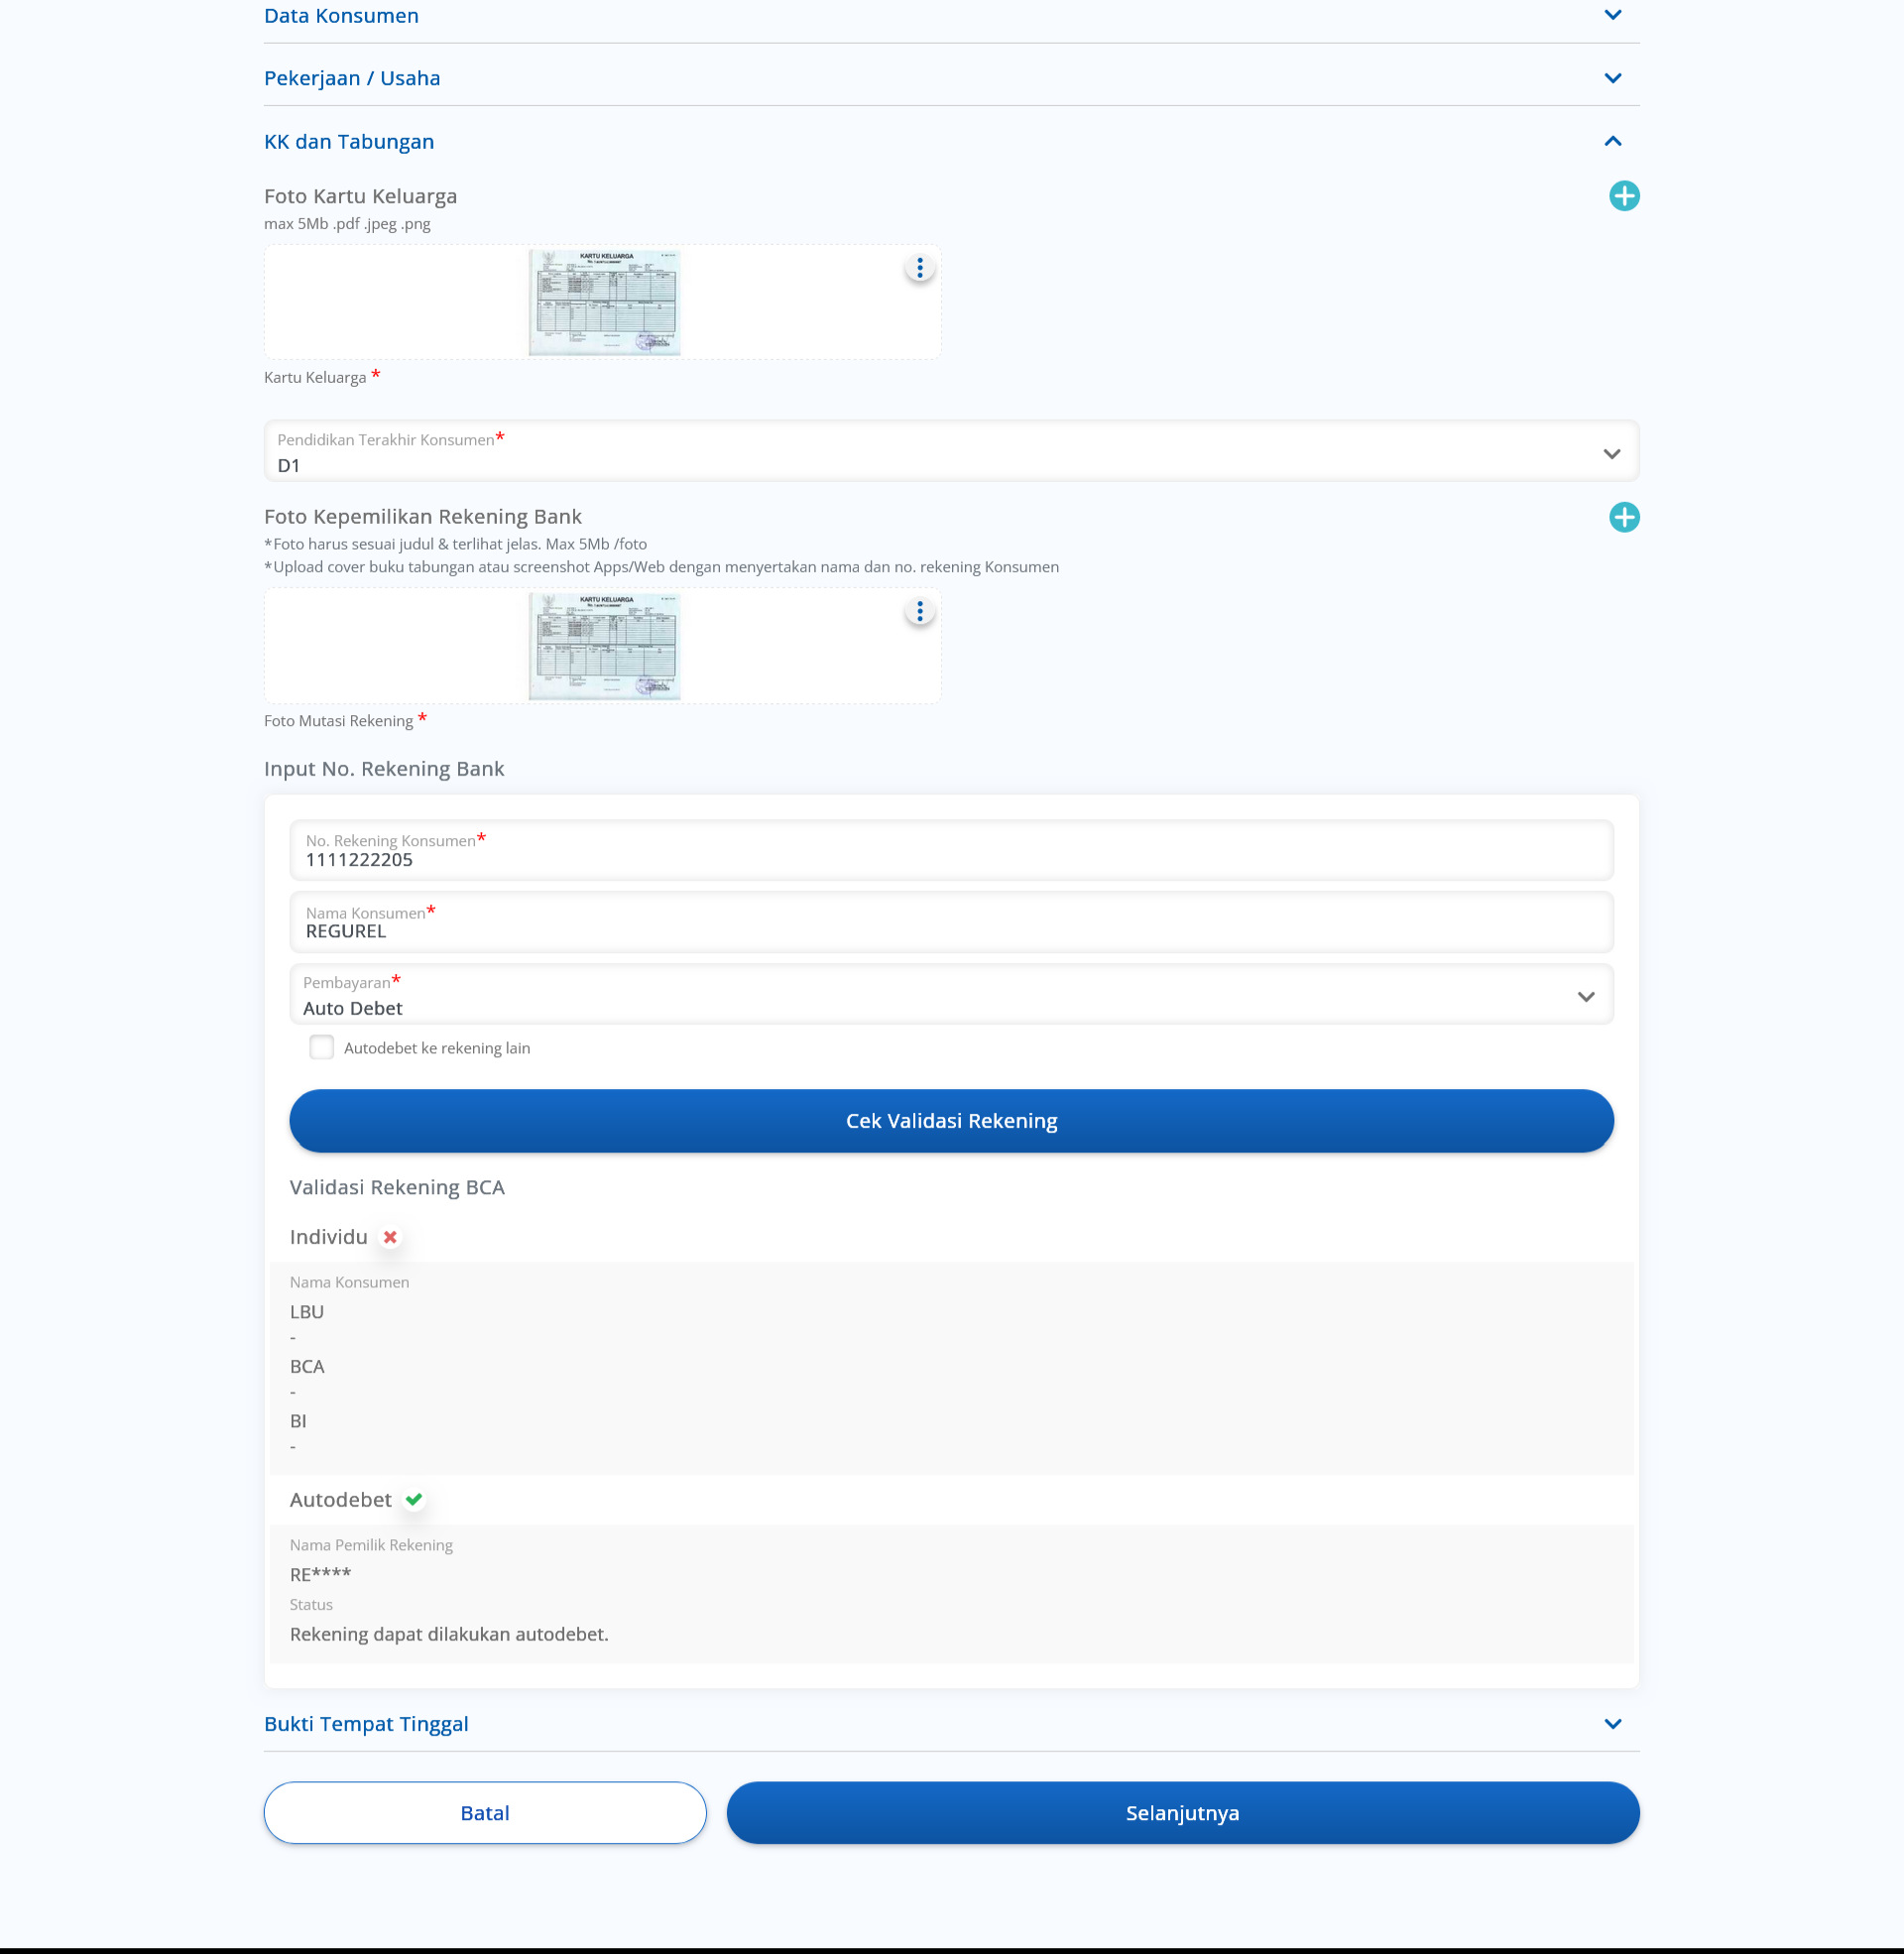 Data Konsumen
Pekerjaan / Usaha
KK dan Tabungan
Foto Kartu Keluarga
max 5Mb .pdf .jpeg .png
KARTU KELUARGA
Kartu Keluarga *
Pendidikan Terakhir Konsumen*
D1
Foto Kepemilikan Rekening Bank
*Foto harus sesuai judul & terlihat jelas. Max 5Mb /foto
*Upload cover buku tabungan atau screenshot Apps/Web dengan menyertakan nama dan no. rekening Konsumen
KARTU KELUARGA
Foto Mutasi Rekening *
Input No. Rekening Bank
No. Rekening Konsumen*
1111222205
Nama Konsumen*
REGUREL
Pembayaran*
Auto Debet
Autodebet ke rekening lain
Cek Validasi Rekening
Validasi Rekening BCA
Individu
Nama Konsumen
LBU
-
BCA
-
BI
-
Autodebet
Nama Pemilik Rekening
RE****
Status
Rekening dapat dilakukan autodebet.
Bukti Tempat Tinggal
Batal
Selanjutnya